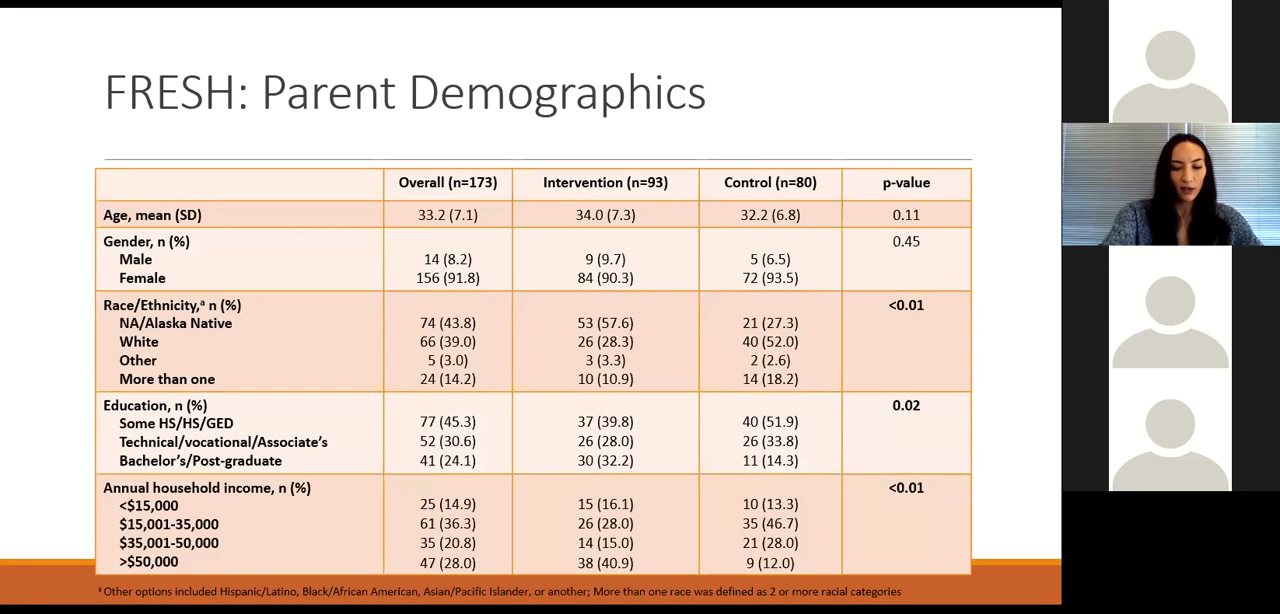 FRESH: Parent Demographics
Overall (n=173) Intervention (n=93) Control (n=80) p-value
Age, mean (SD) 33.2 (7.1) 34.0 (7.3) 32.2 (6.8) 0.11
Gender, n (%) 0.45
Male 14 (8.2) 9 (9.7) 5 (6.5)
Female 156 (91.8) 84 (90.3) 72 (93.5)
Race/Ethnicity,ª n (%) <0.01
NA/Alaska Native 74 (43.8) 53 (57.6) 21 (27.3)
White 66 (39.0) 26 (28.3) 40 (52.0)
Other 5 (3.0) 3 (3.3) 2 (2.6)
More than one 24 (14.2) 10 (10.9) 14 (18.2)
Education, n (%) 0.02
Some HS/HS/GED 77 (45.3) 37 (39.8) 40 (51.9)
Technical/vocational/Associate's 52 (30.6) 26 (28.0) 26 (33.8)
Bachelor's/Post-graduate 41 (24.1) 30 (32.2) 11 (14.3)
Annual household income, n (%) <0.01
<$15,000 25 (14.9) 15 (16.1) 10 (13.3)
$15,001-35,000 61 (36.3) 26 (28.0) 35 (46.7)
$35,001-50,000 35 (20.8) 14 (15.0) 21 (28.0)
>$50,000 47 (28.0) 38 (40.9) 9 (12.0)
ª Other options included Hispanic/Latino, Black/African American, Asian/Pacific Islander, or another; More than one race was defined as 2 or more racial categories